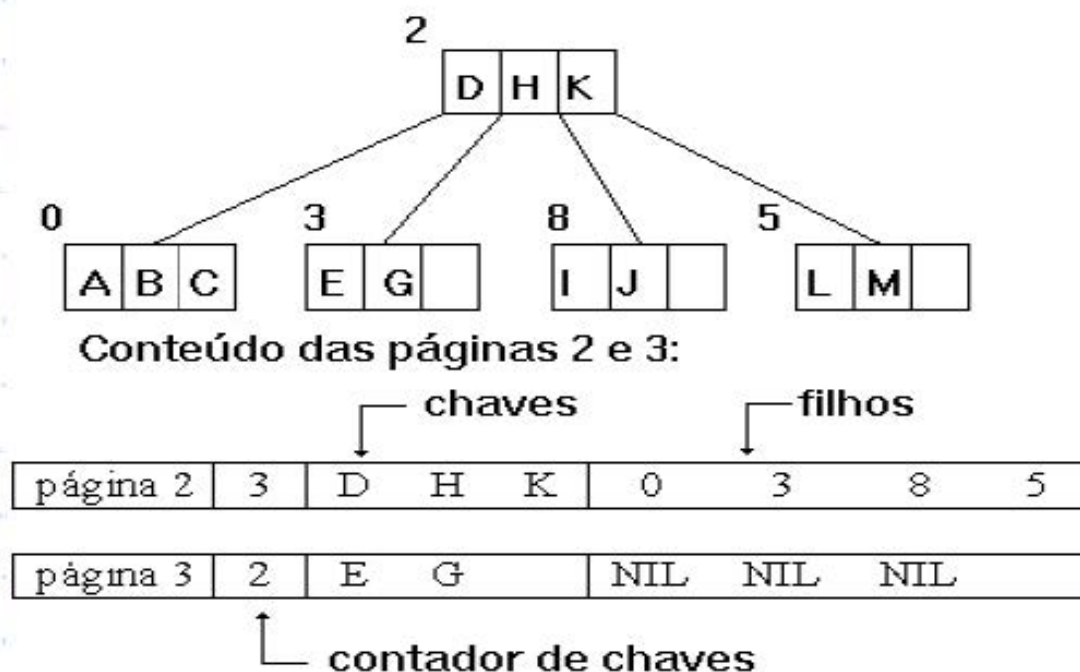 2
D H K
0 3 8 5
A B C E G I J L M
Conteúdo das páginas 2 e 3:
chaves filhos
página 2 3 D H K 0 3 8 5
página 3 2 E G NIL NIL NIL
contador de chaves